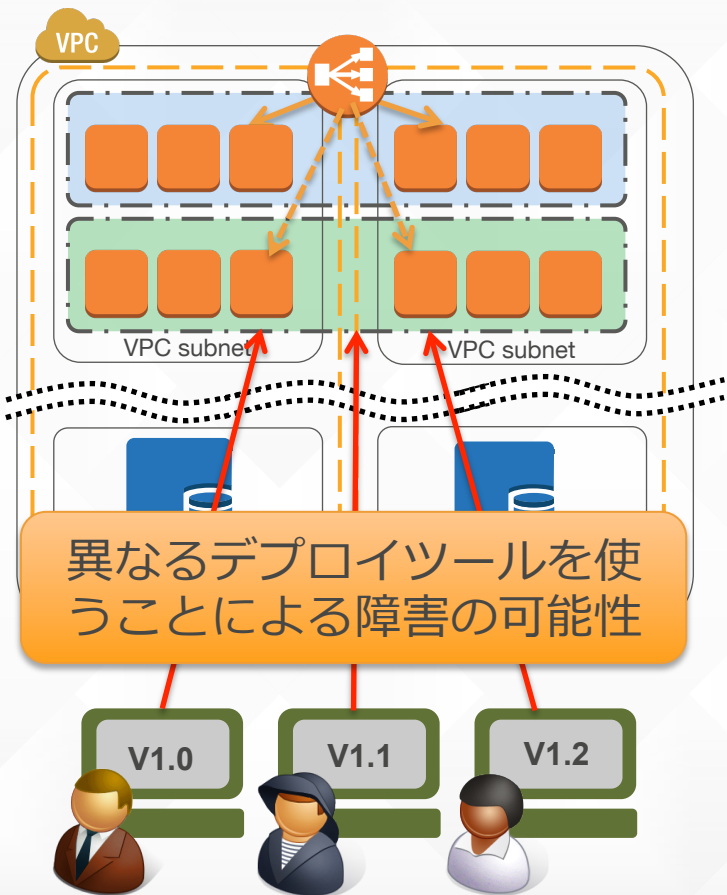 VPC
VPC subnet
VPC subnet
異なるデプロイツールを使
うことによる障害の可能性
V1.0
V1.1
V1.2